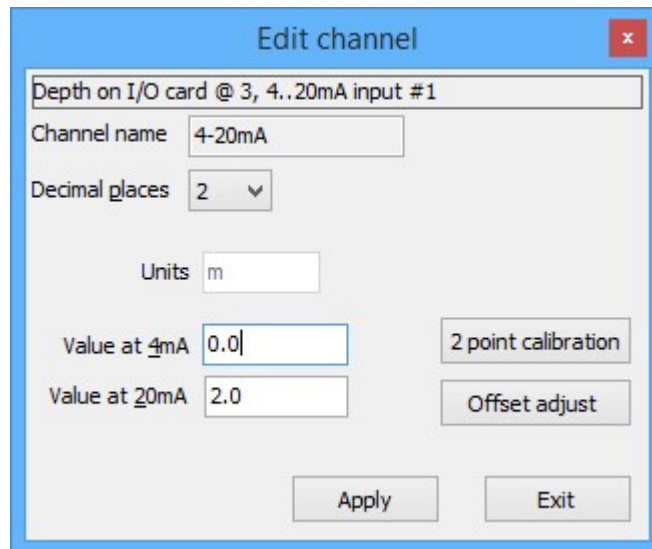 Edit channel
x
Depth on I/O card @ 3, 4..20mA input #1
Channel name 4-20mA
Decimal places 2
Units m
Value at 4mA 0.0 2 point calibration
Value at 20mA 2.0 Offset adjust
Apply Exit